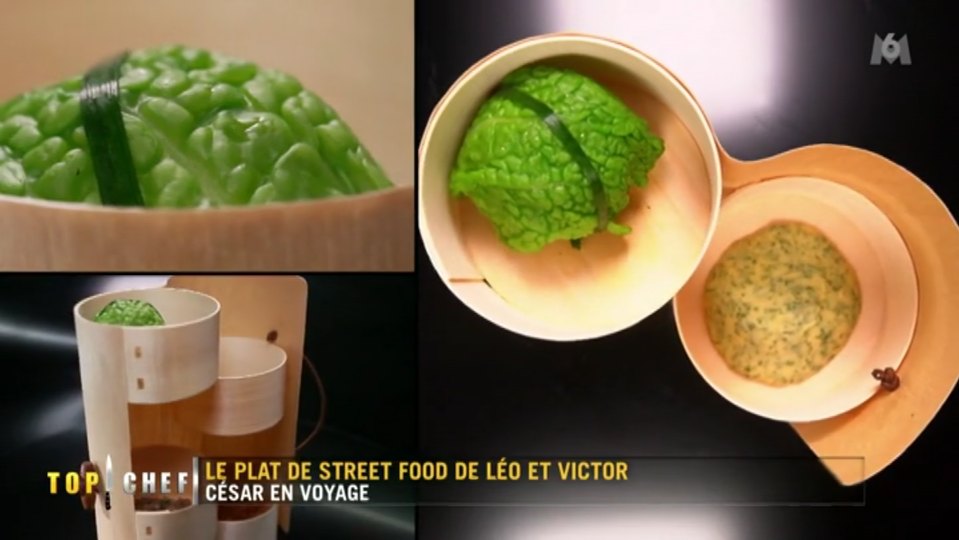 M6
TOP CHEF
LE PLAT DE STREET FOOD DE LÉO ET VICTOR
CÉSAR EN VOYAGE